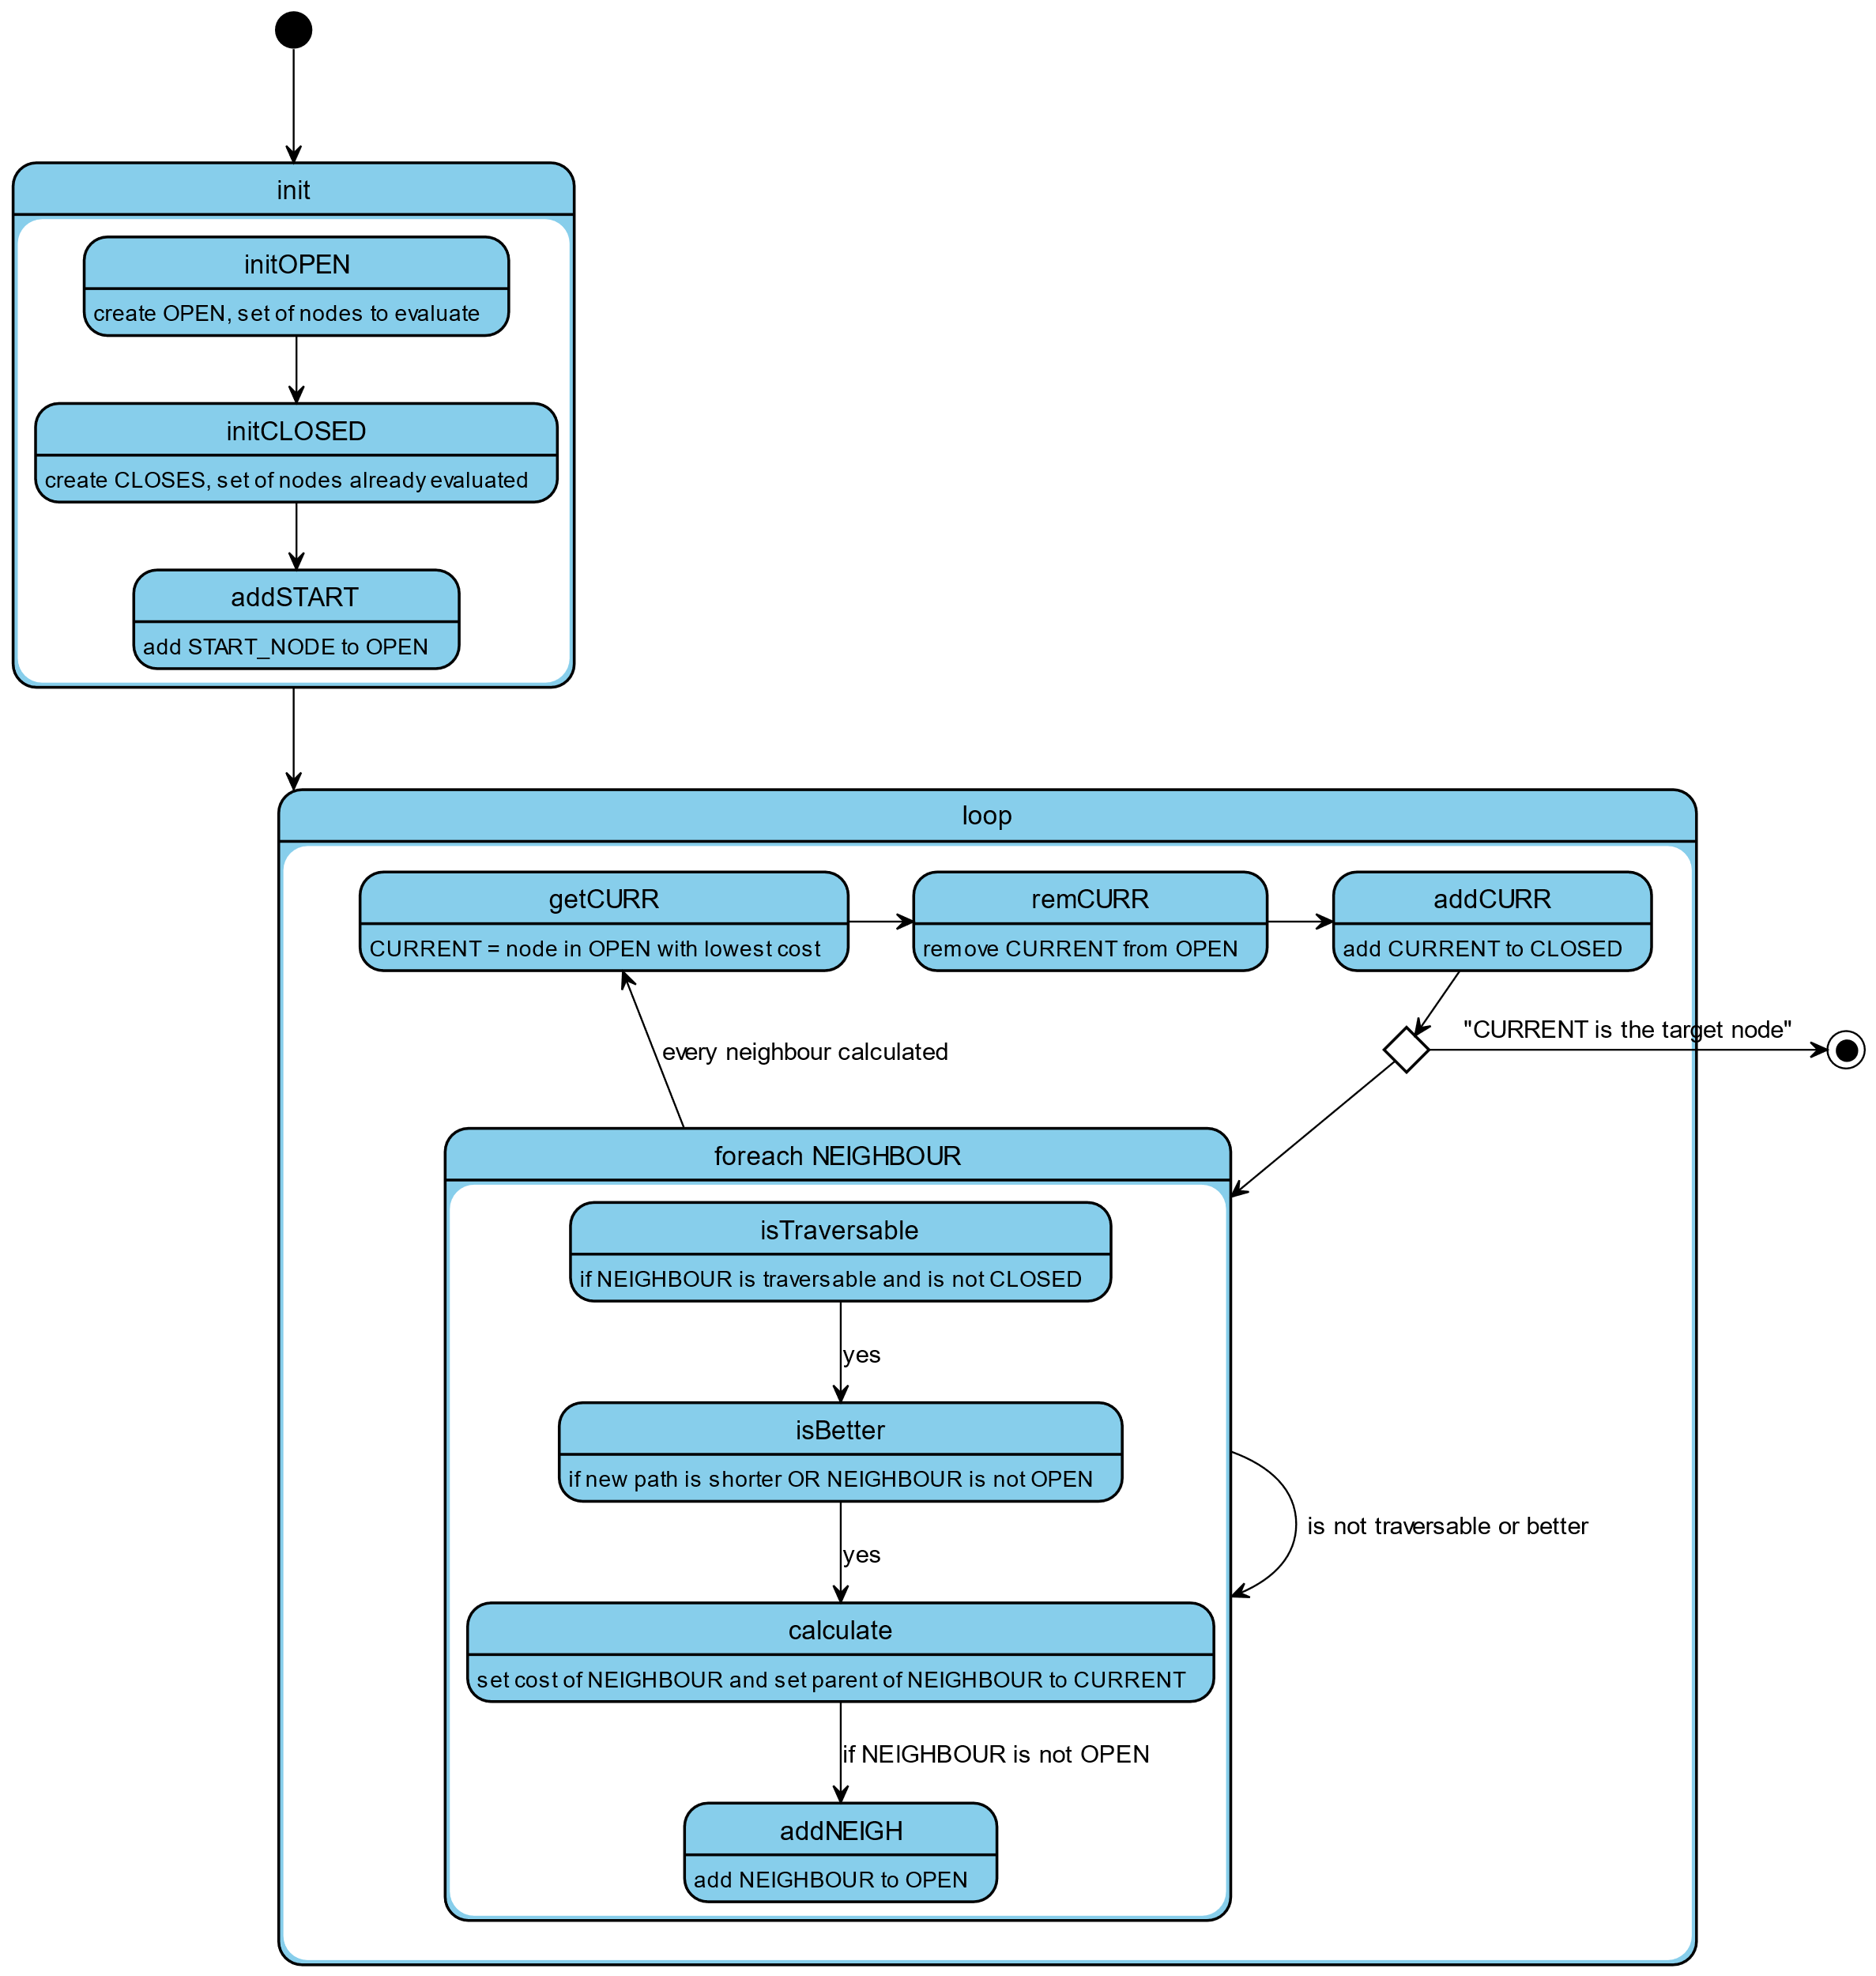 init
initOPEN
create OPEN, set of nodes to evaluate
initCLOSED
create CLOSES, set of nodes already evaluated
addSTART
add START_NODE to OPEN
loop
getCURR
CURRENT = node in OPEN with lowest cost
remCURR
remove CURRENT from OPEN
addCURR
add CURRENT to CLOSED
"CURRENT is the target node"
every neighbour calculated
foreach NEIGHBOUR
isTraversable
if NEIGHBOUR is traversable and is not CLOSED
yes
isBetter
if new path is shorter OR NEIGHBOUR is not OPEN
is not traversable or better
yes
calculate
set cost of NEIGHBOUR and set parent of NEIGHBOUR to CURRENT
if NEIGHBOUR is not OPEN
addNEIGH
add NEIGHBOUR to OPEN